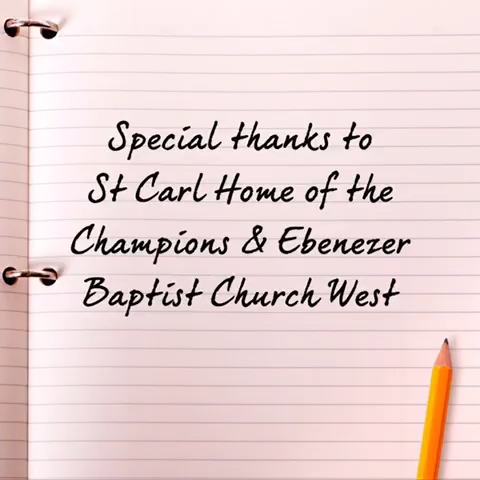 Special thanks to
St Carl Home of the
Champions & Ebenezer
Baptist Church West